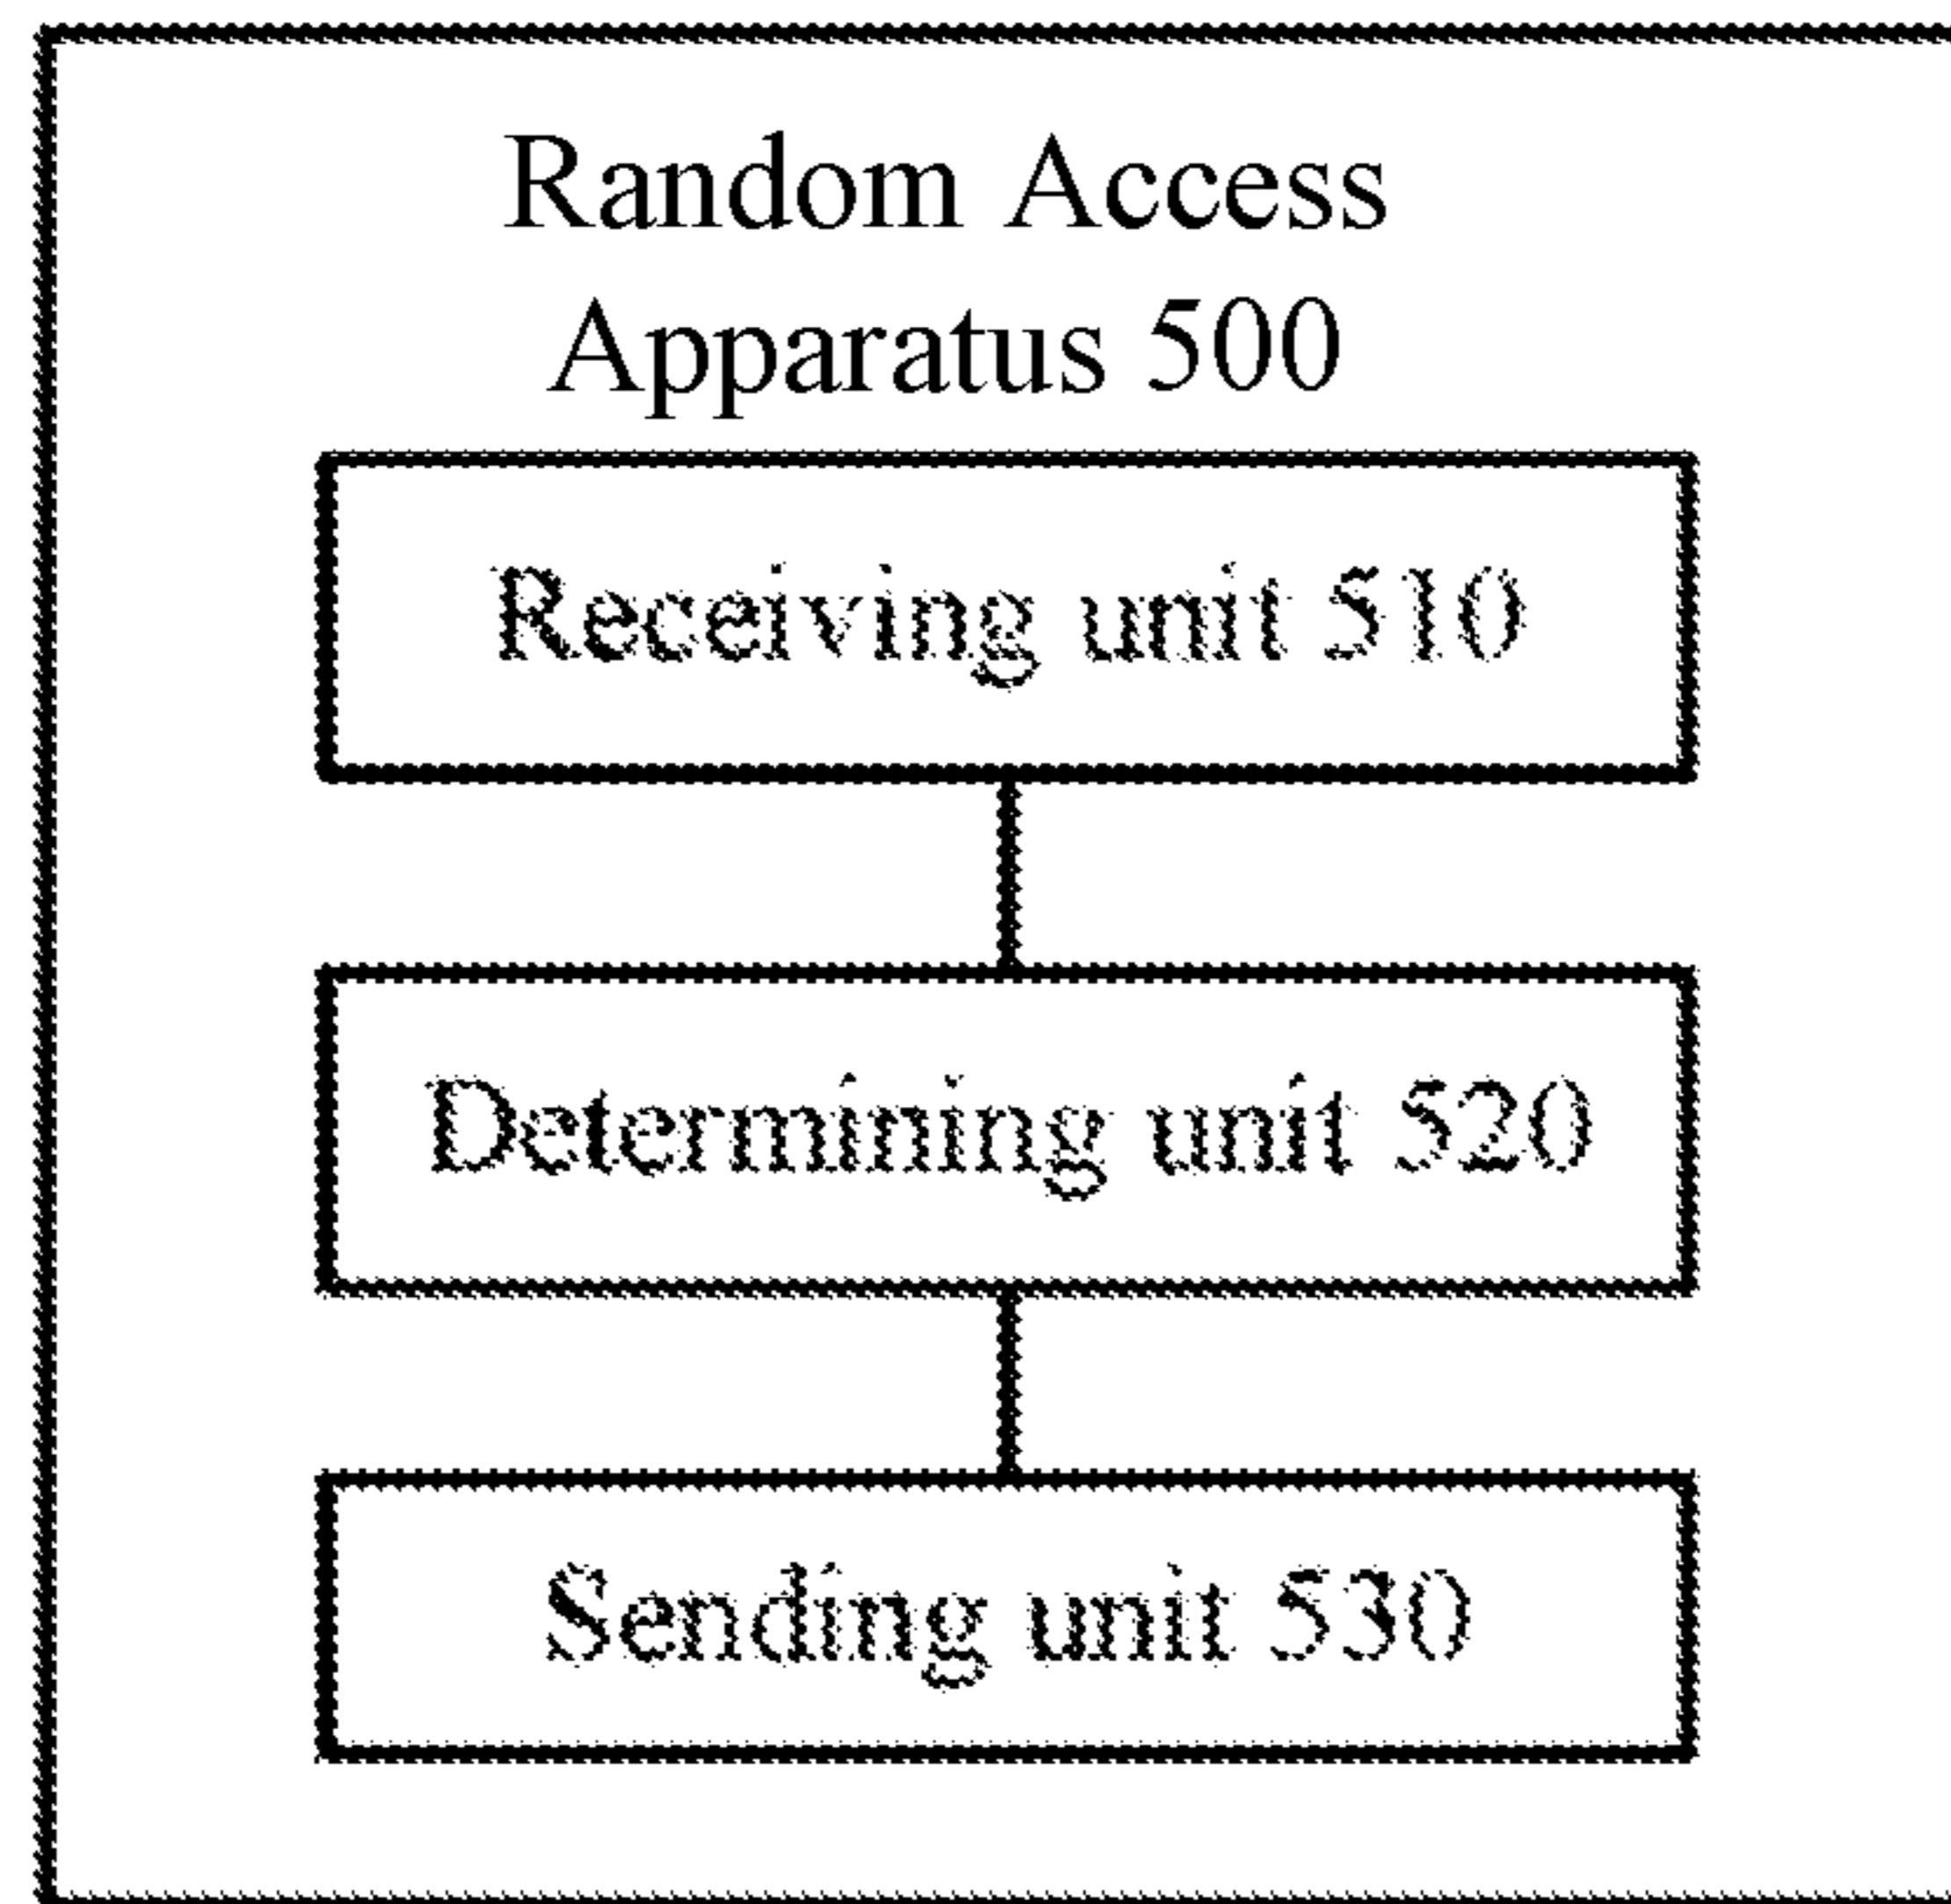 Random Access
Apparatus 500
Receiving unit 510
Determining unit 520
Sending unit 530